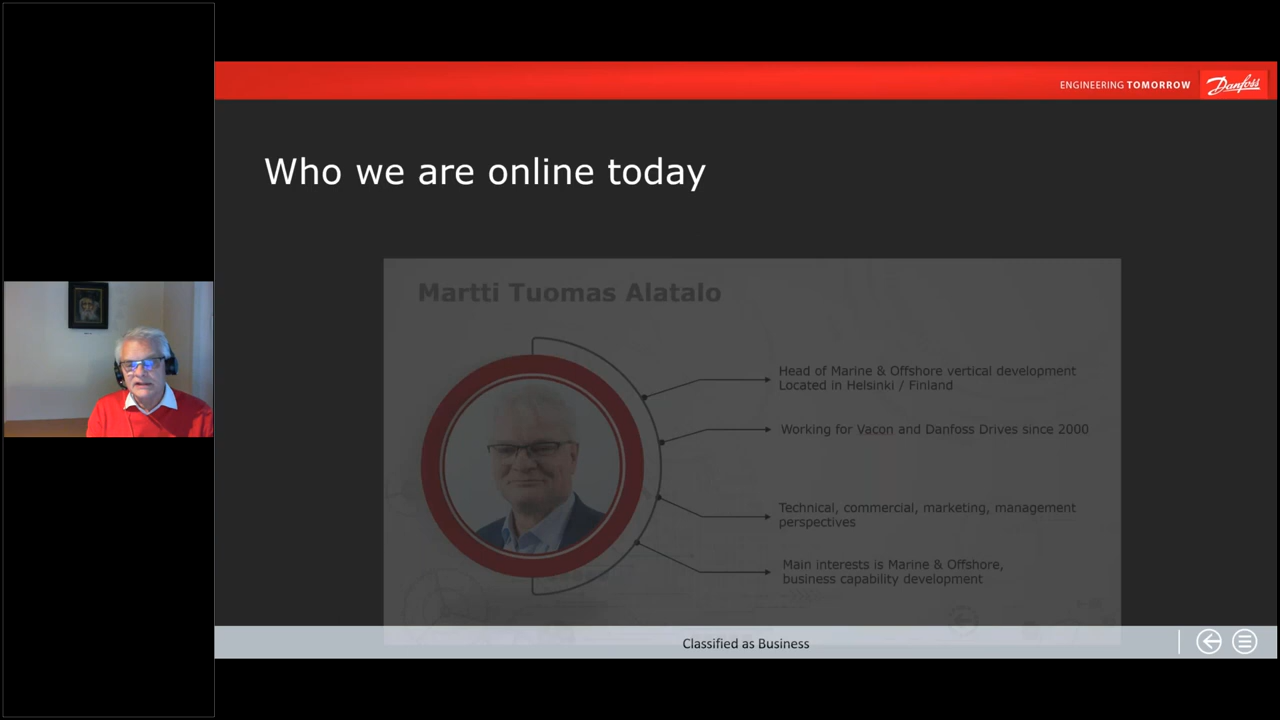 ENGINEERING TOMORROW
Danfoss
Who we are online today
Martti Tuomas Alatalo
Head of Marine & Offshore vertical development
Located in Helsinki / Finland
Working for Vacon and Danfoss Drives since 2000
Technical, commercial, marketing, management
perspectives
Main interests is Marine & Offshore,
business capability development
Classified as Business